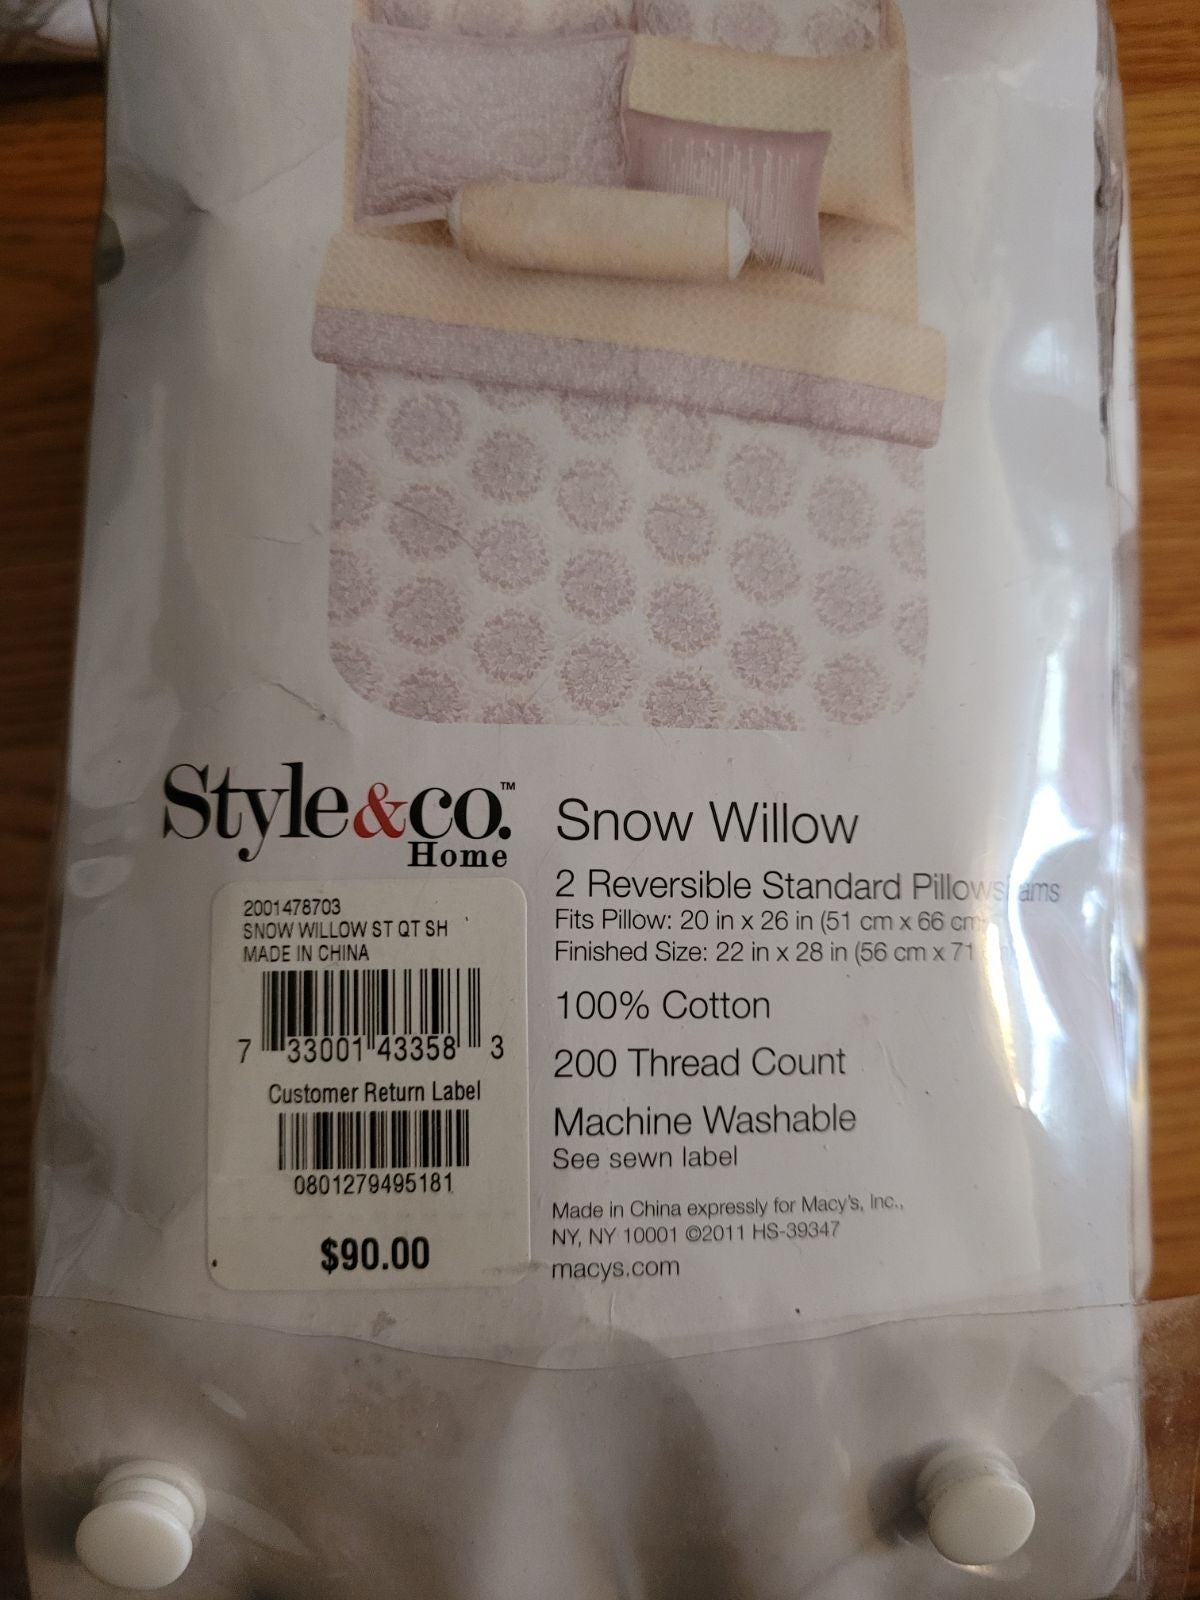 Style&co.™
Home
Snow Willow
2 Reversible Standard Pillowshams
Fits Pillow: 20 in x 26 in (51 cm x 66 cm
Finished Size: 22 in x 28 in (56 cm x 71
100% Cotton
200 Thread Count
Machine Washable
See sewn label
Made in China expressly for Macy's, Inc.,
NY, NY 10001 ©2011 HS-39347
macys.com
2001478703
SNOW WILLOW ST QT SH
MADE IN CHINA
7 33001 43358 3
Customer Return Label
0801279495181
$90.00